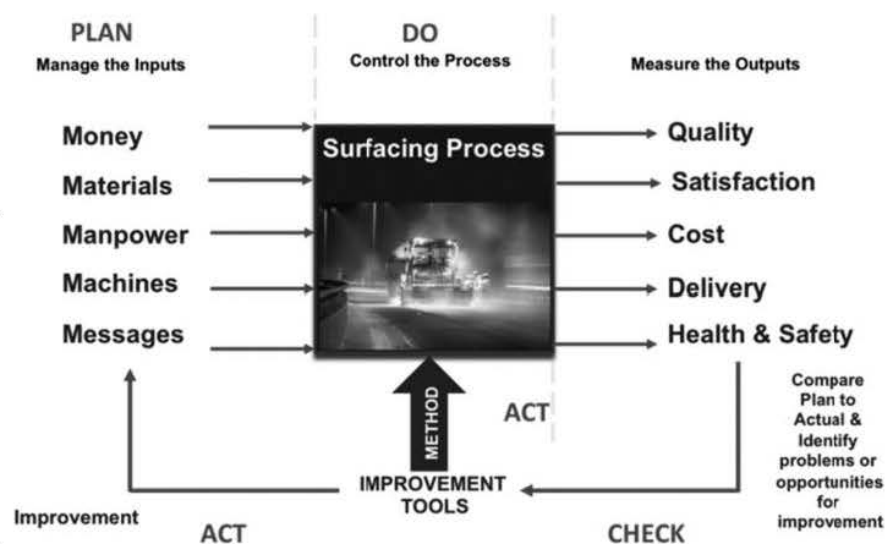 PLAN
DO
Manage the Inputs
Control the Process
Measure the Outputs
Money
Materials
Manpower
Machines
Messages
Surfacing Process
Quality
Satisfaction
Cost
Delivery
Health & Safety
METHOD
ACT
Compare
Plan to
Actual &
Identify
problems or
opportunities
for
improvement
IMPROVEMENT
TOOLS
Improvement
ACT
CHECK